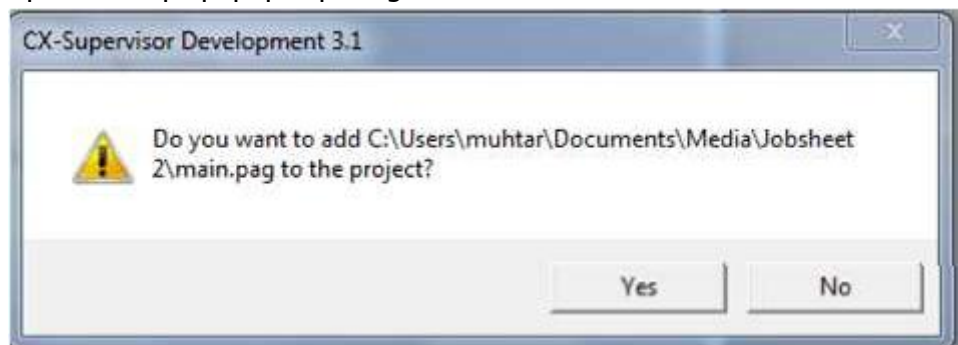 CX-Supervisor Development 3.1
Do you want to add C:\Users\muhtar\Documents\Media\Jobsheet
2\main.pag to the project?
Yes
No